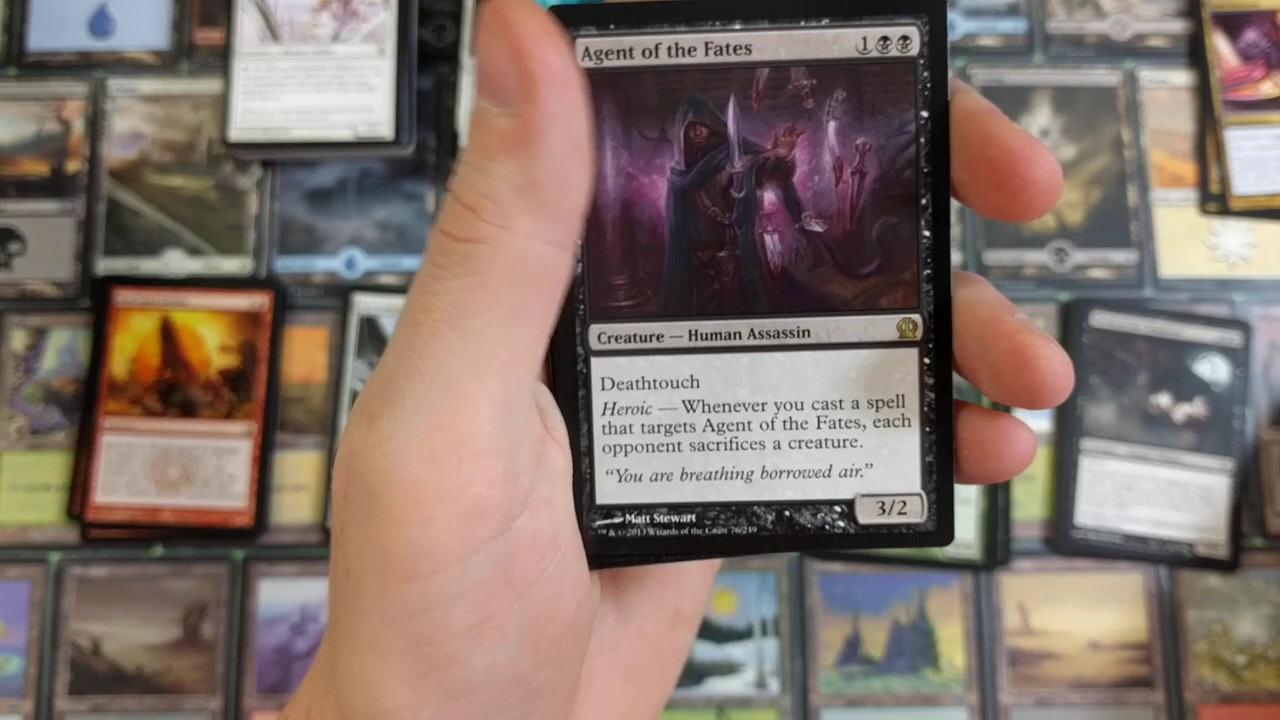 Agent of the Fates 1
Creature — Human Assassin
Deathtouch
Heroic — Whenever you cast a spell
that targets Agent of the Fates, each
opponent sacrifices a creature.
“You are breathing borrowed air.”
3/2
Matt Stewart
™ & © 2013 Wizards of the Coast 76/249